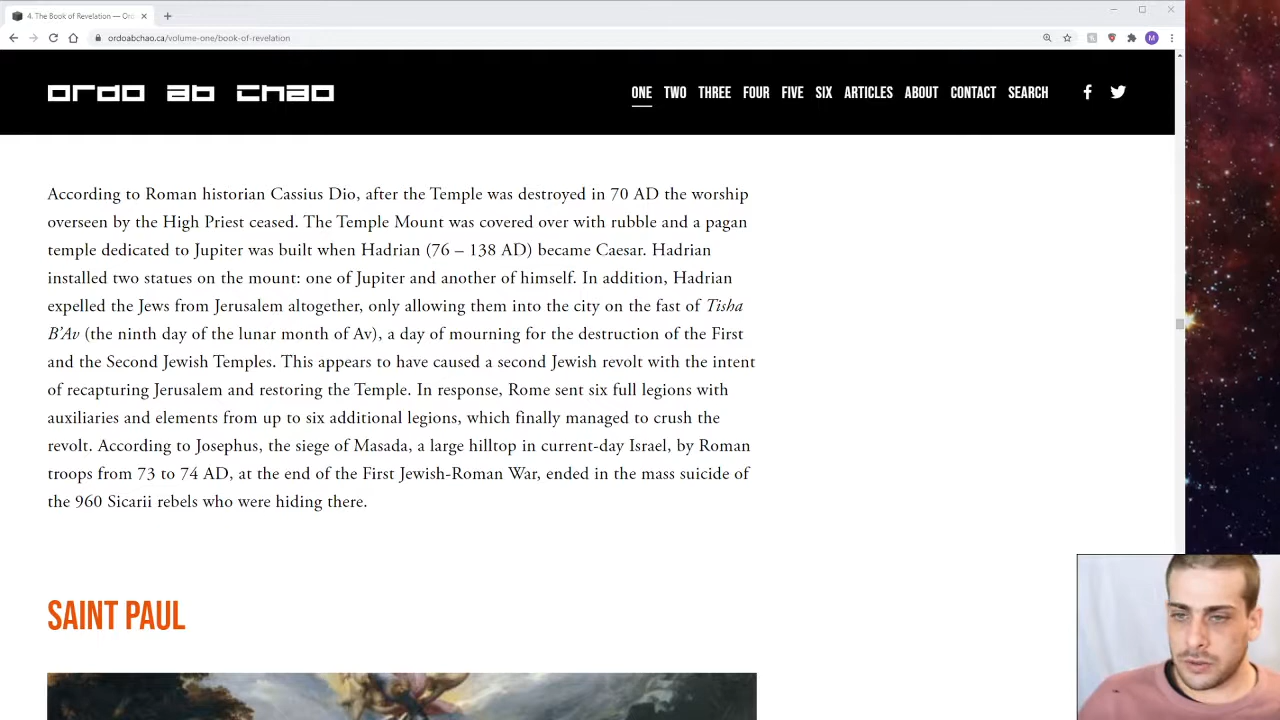 4. The Book of Revelation — Ord
ordoabchao.ca/volume-one/book-of-revelation
M
ordo ab chao
ONE TWO THREE FOUR FIVE SIX ARTICLES ABOUT CONTACT SEARCH
According to Roman historian Cassius Dio, after the Temple was destroyed in 70 AD the worship
overseen by the High Priest ceased. The Temple Mount was covered over with rubble and a pagan
temple dedicated to Jupiter was built when Hadrian (76 – 138 AD) became Caesar. Hadrian
installed two statues on the mount: one of Jupiter and another of himself. In addition, Hadrian
expelled the Jews from Jerusalem altogether, only allowing them into the city on the fast of Tisha
B’Av (the ninth day of the lunar month of Av), a day of mourning for the destruction of the First
and the Second Jewish Temples. This appears to have caused a second Jewish revolt with the intent
of recapturing Jerusalem and restoring the Temple. In response, Rome sent six full legions with
auxiliaries and elements from up to six additional legions, which finally managed to crush the
revolt. According to Josephus, the siege of Masada, a large hilltop in current-day Israel, by Roman
troops from 73 to 74 AD, at the end of the First Jewish-Roman War, ended in the mass suicide of
the 960 Sicarii rebels who were hiding there.
SAINT PAUL